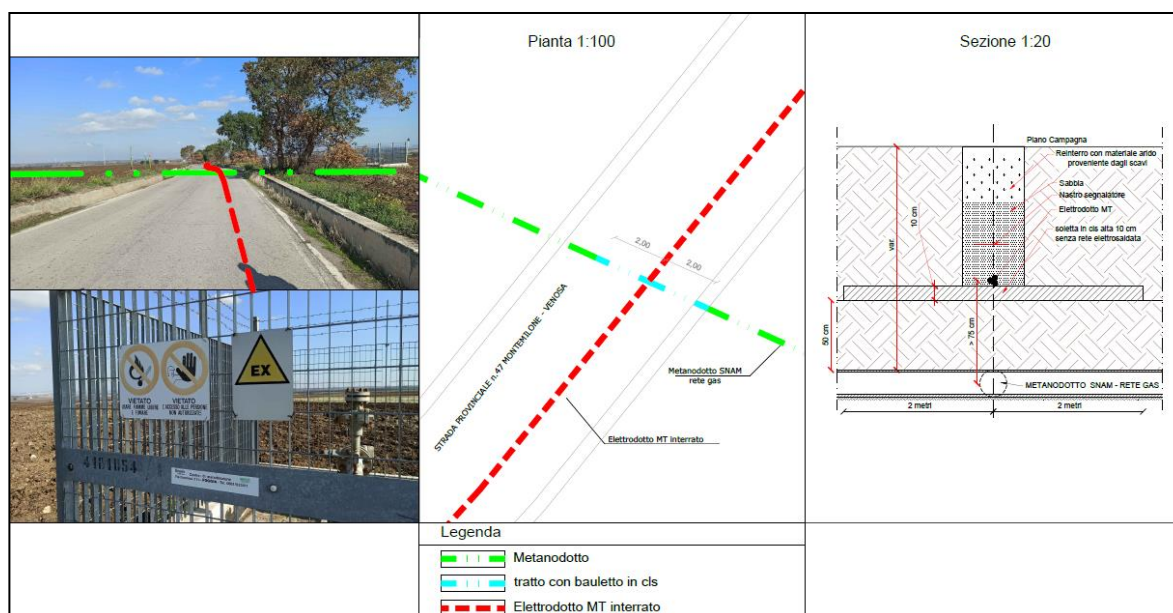 Pianta 1:100
Sezione 1:20
VIETATO
VIETATO
EX
4101054
2,00
2,00
STRADA PROVINCIALE n.47 MONTEMILONE - VENOSA
Metanodotto SNAM
rete gas
Elettrodotto MT interrato
Piano Campagna
Reinterro con materiale arido
proveniente dagli scavi
Sabbia
Nastro segnalatore
Elettrodotto MT
soletta in cls alta 10 cm
senza rete elettrosaldata
10 cm
var.
50 cm
> 75 cm
METANODOTTO SNAM - RETE GAS
2 metri
2 metri
Legenda
Metanodotto
tratto con bauletto in cls
Elettrodotto MT interrato